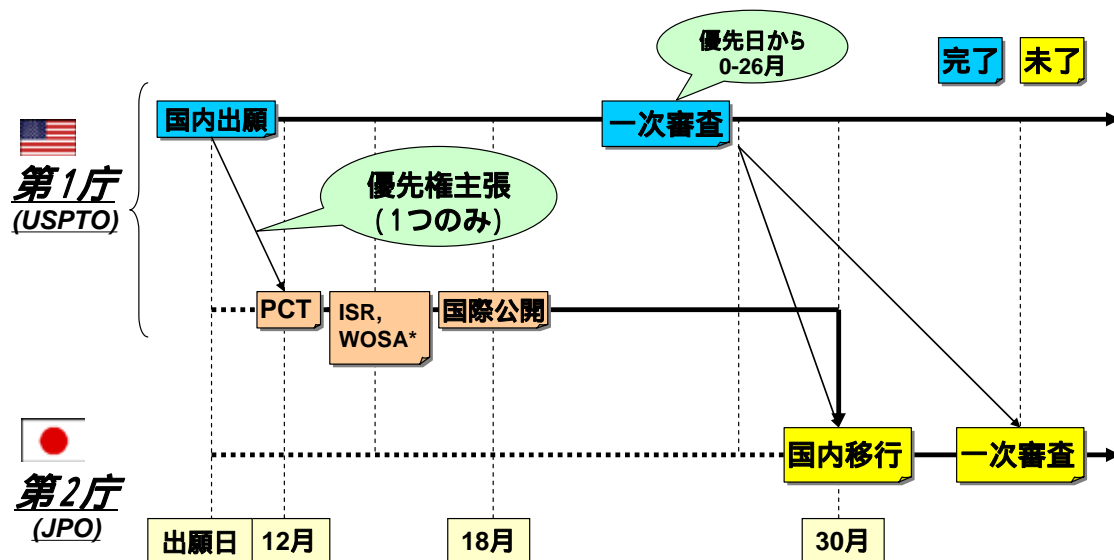 優先日から
0-26月
完了
未了
国内出願
一次審査
第1庁
(USPTO)
優先権主張
(1つのみ)
PCT
ISR,
WOSA*
国際公開
第2庁
(JPO)
国内移行
一次審査
出願日
12月
18月
30月